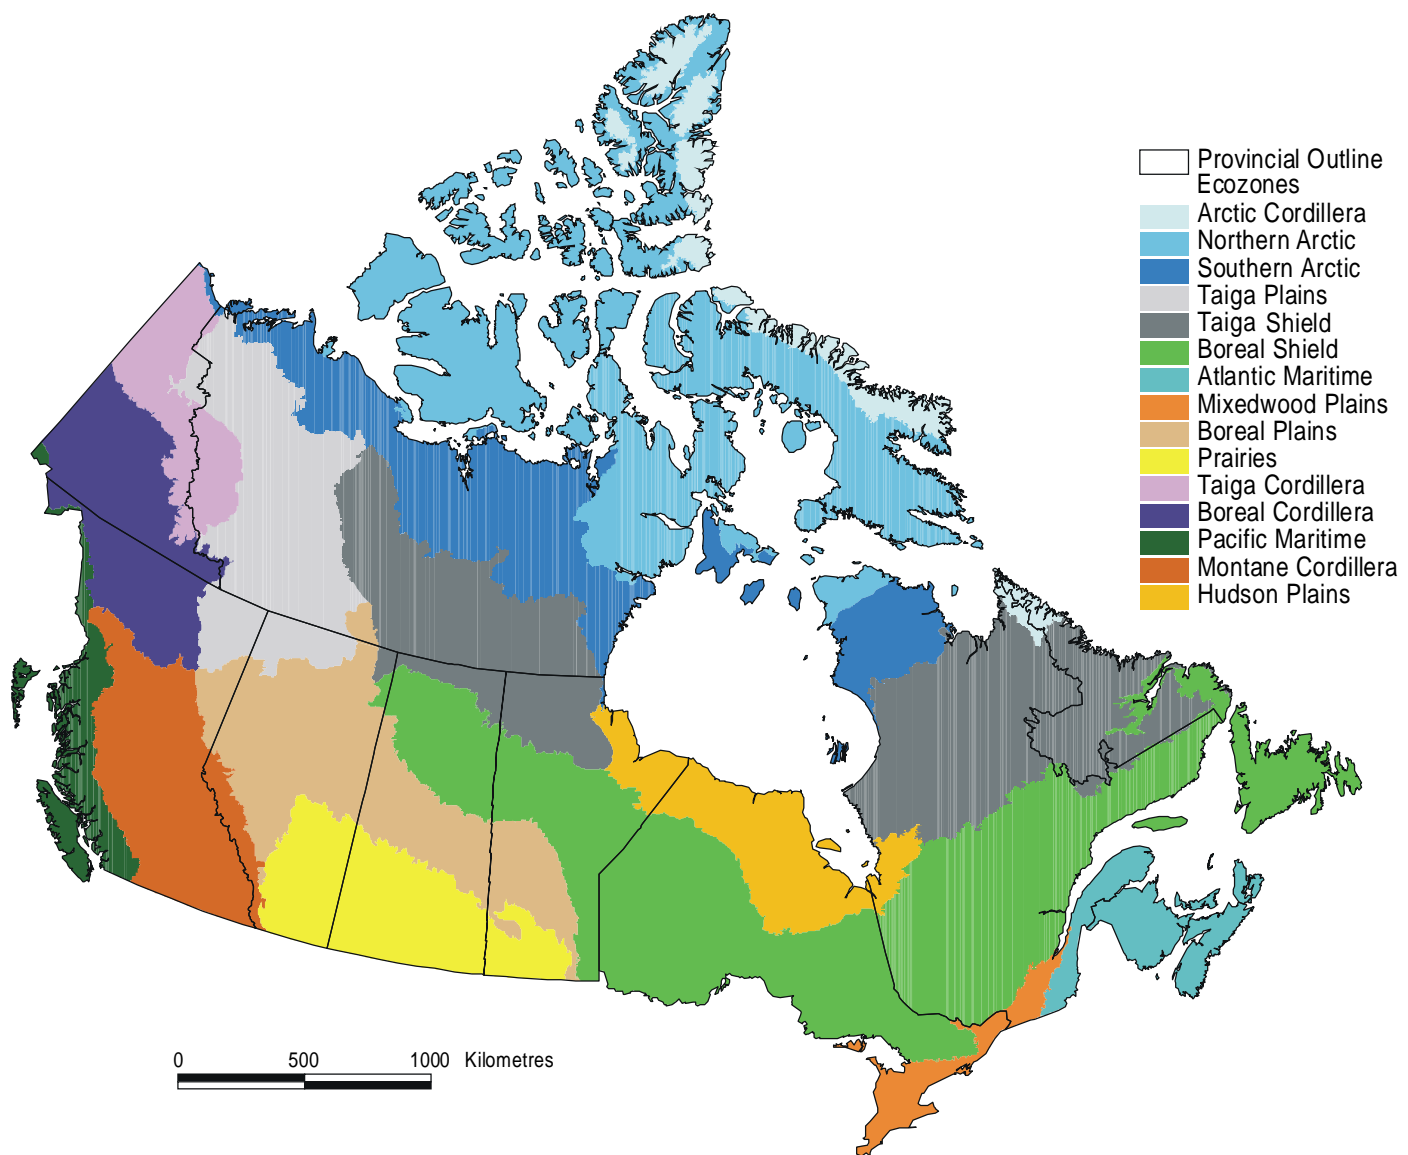 Provincial Outline
Ecozones
Arctic Cordillera
Northern Arctic
Southern Arctic
Taiga Plains
Taiga Shield
Boreal Shield
Atlantic Maritime
Mixedwood Plains
Boreal Plains
Prairies
Taiga Cordillera
Boreal Cordillera
Pacific Maritime
Montane Cordillera
Hudson Plains
0 500 1000 Kilometres